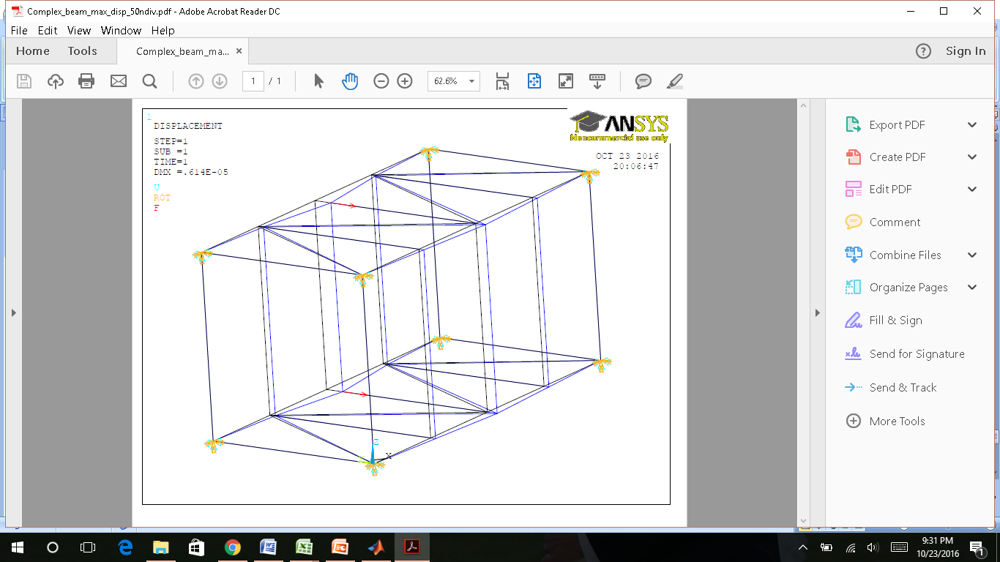 Complex_beam_max_disp_50ndiv.pdf - Adobe Acrobat Reader DC
File Edit View Window Help
Home Tools Complex_beam_ma... × Sign In
1 / 1 62.6%
1
DISPLACEMENT
STEP=1
SUB =1
TIME=1
DMX =.614E-05
U
ROT
F
ANSYS
Noncommercial use only
OCT 23 2016
20:06:47
Z
X
Export PDF
Create PDF
Edit PDF
Comment
Combine Files
Organize Pages
Fill & Sign
Send for Signature
Send & Track
More Tools
9:31 PM
10/23/2016
1